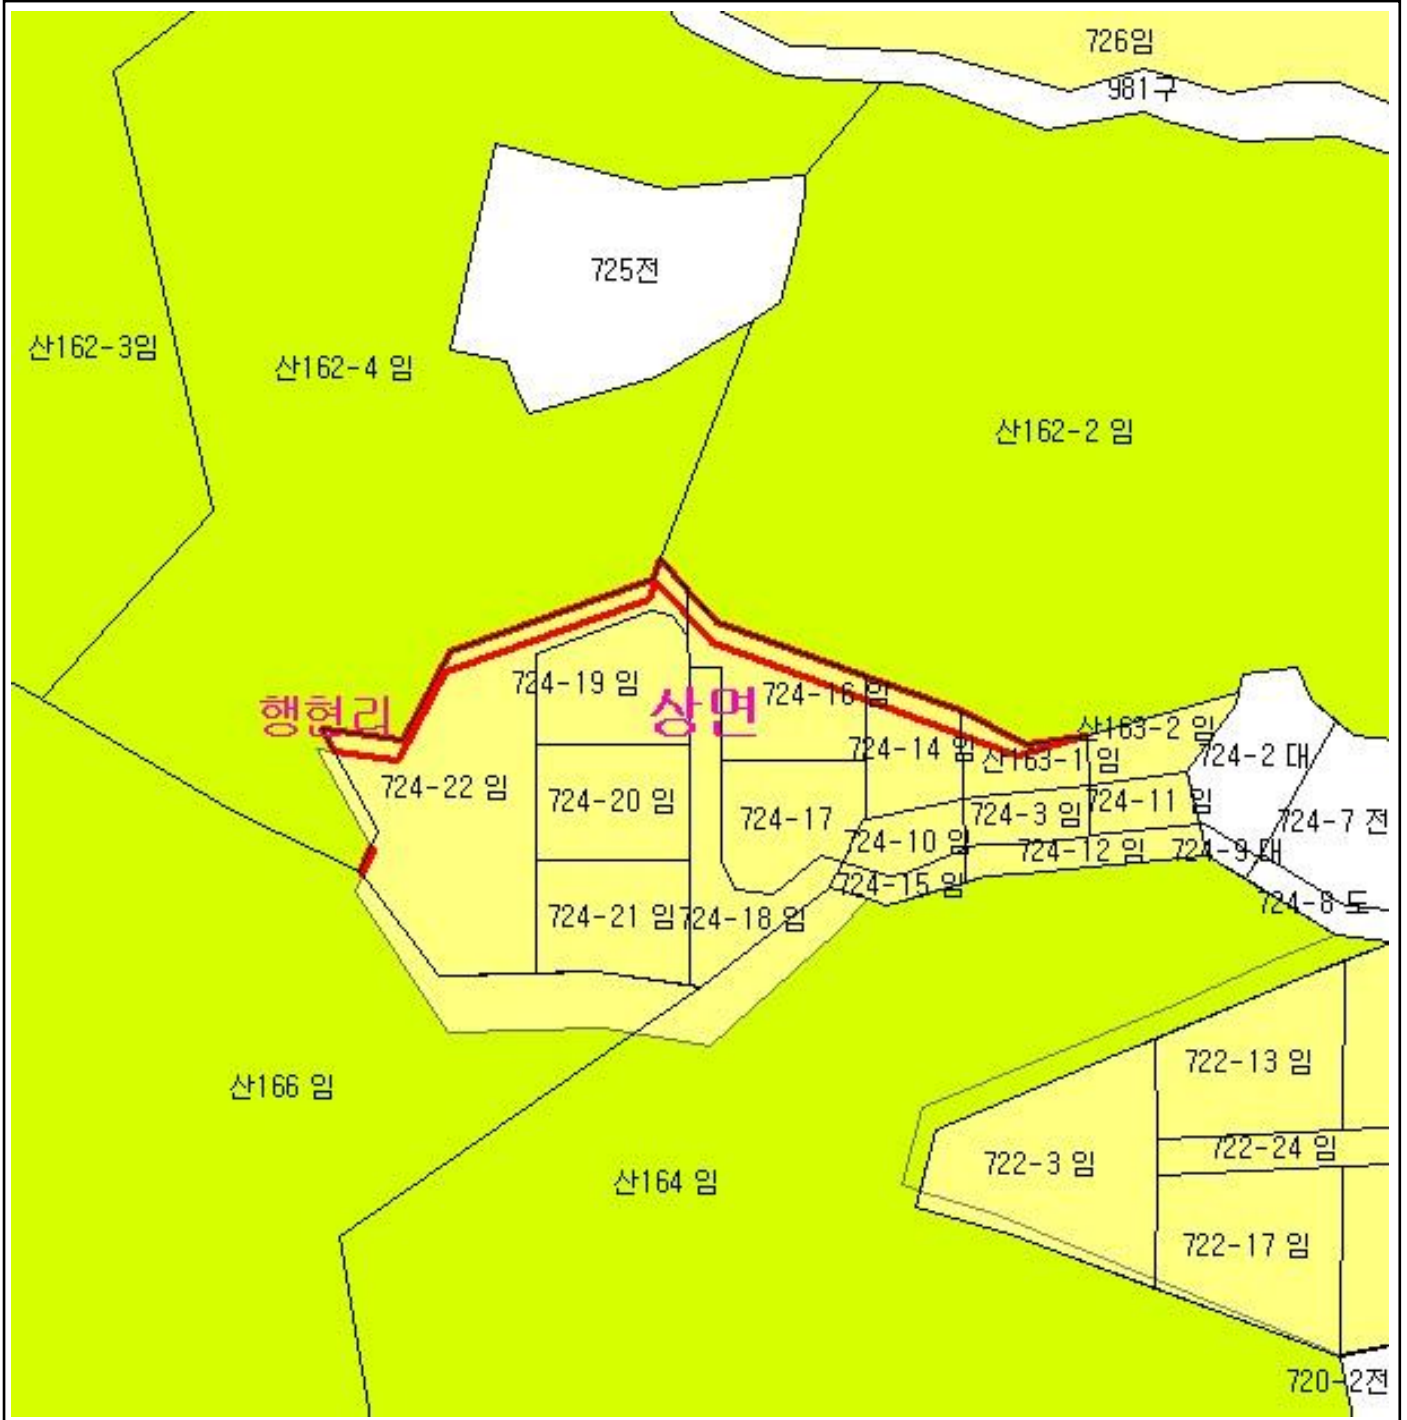 726임
981구
725전
산162-3임
산162-4 임
산162-2 임
724-19 임
상면
724-16 임
행현리
산163-2 임
724-14 임
산163-1 임
724-2 대
724-22 임
724-20 임
724-17
724-3 임
724-11 임
724-7 전
724-10 임
724-12 임
724-9 대
724-15 임
724-21 임
724-18 임
724-8 도
722-13 임
산166 임
722-24 임
722-3 임
산164 임
722-17 임
720-2전